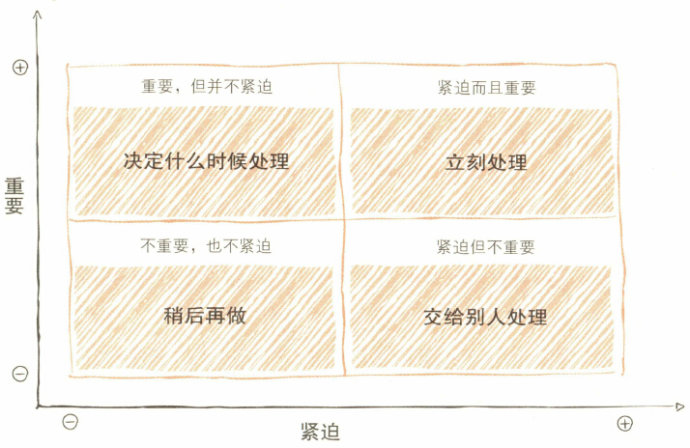 ⊕
重要，但并不紧迫
紧迫而且重要
决定什么时候处理
立刻处理
重要
不重要，也不紧迫
紧迫但不重要
稍后再做
交给别人处理
⊖
⊖
紧迫
⊕